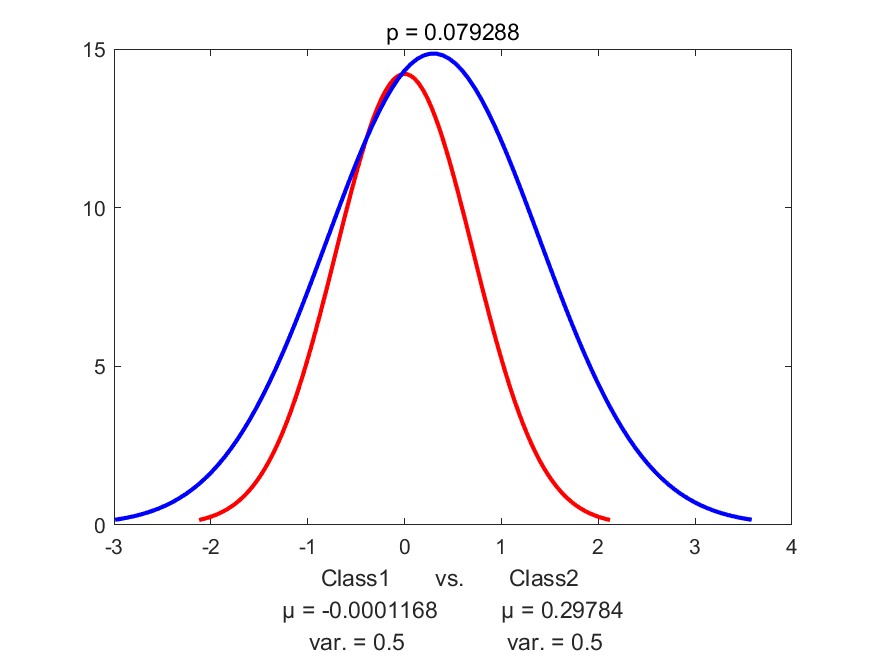 p = 0.079288
15
10
5
0
-3 -2 -1 0 1 2 3 4
Class1 vs. Class2
μ = -0.0001168 μ = 0.29784
var. = 0.5 var. = 0.5